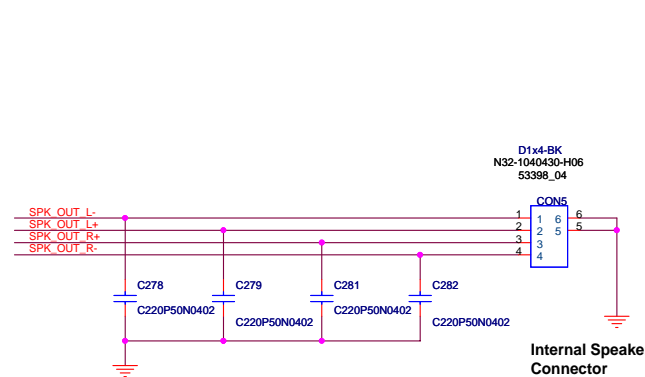 D1x4-BK
N32-1040430-H06
53398_04
CON5
SPK_OUT_L-
SPK_OUT_L+
SPK_OUT_R+
SPK_OUT_R-
1 1 6 6
2 2 5 5
3 3
4 4
C278 C279 C281 C282
C220P50N0402 C220P50N0402
C220P50N0402 C220P50N0402
Internal Speake
Connector